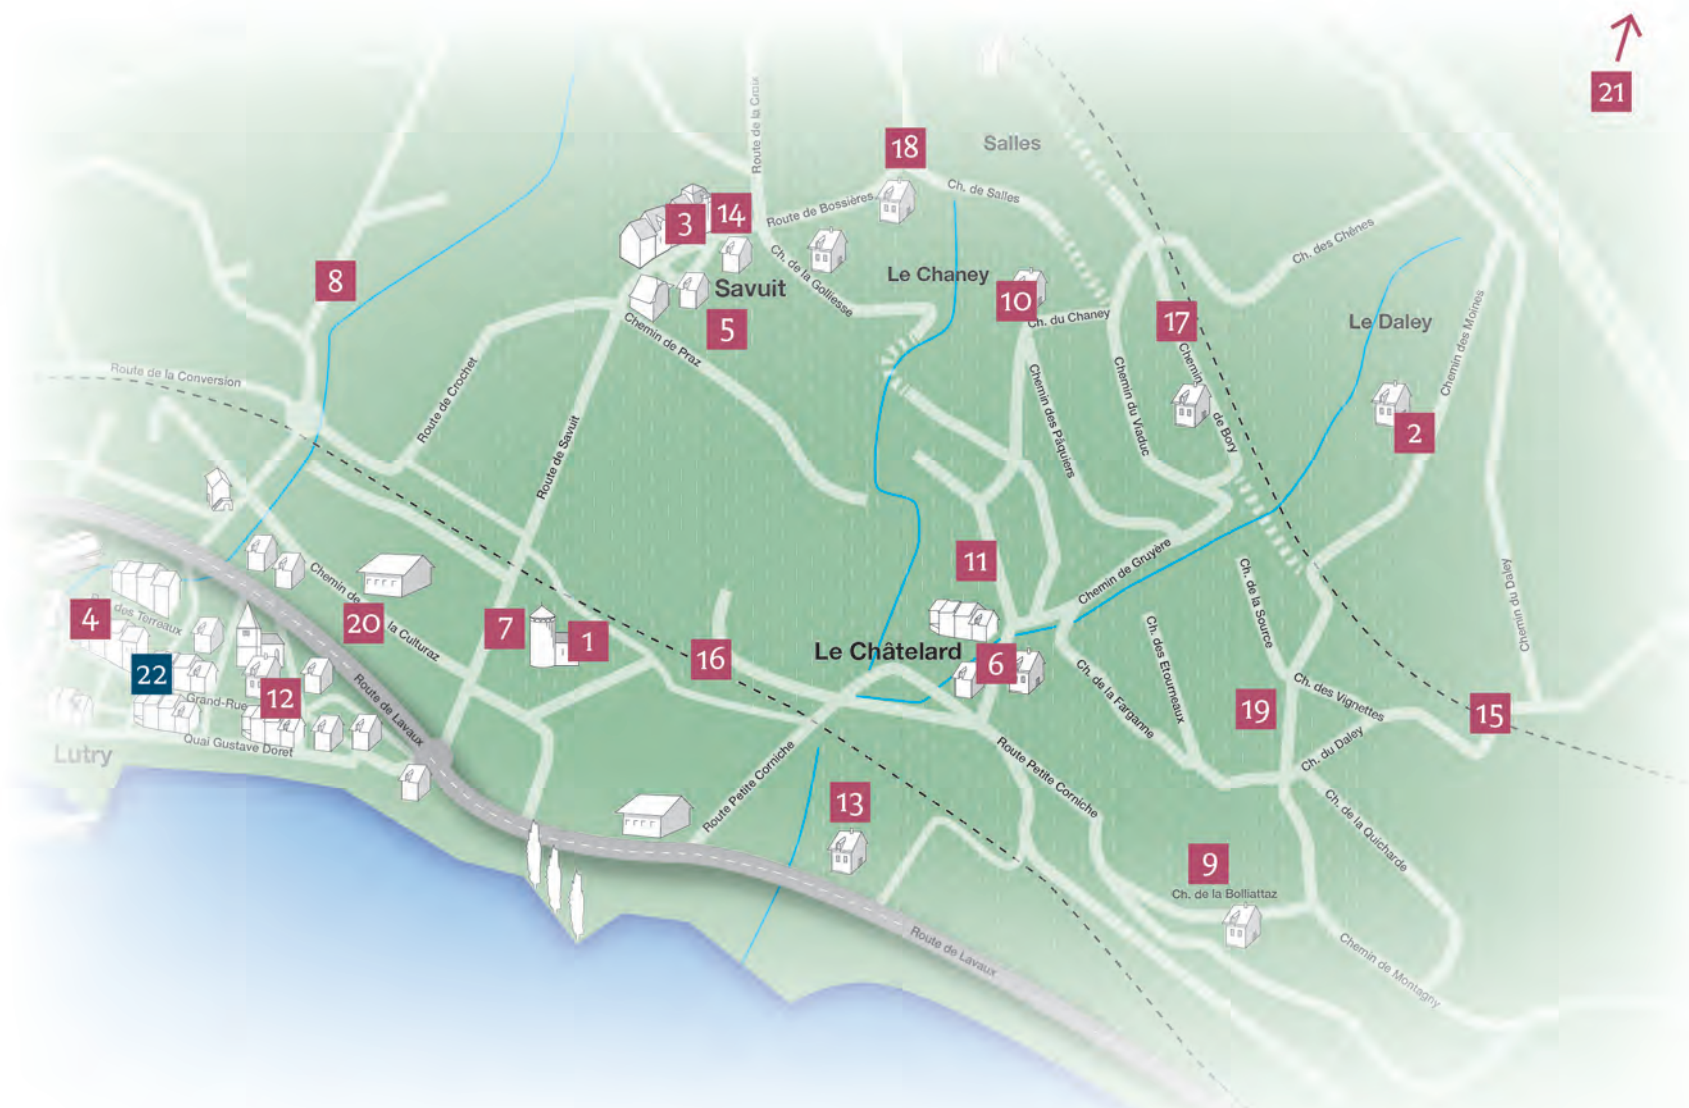 21
Route de la Croix
18
Salles
Ch. de Salles
3
14
Route de Bossières
Ch. des Chênes
8
Ch. de la Golliesse
Le Chaney
10
Savuit
5
Ch. du Chaney
17
Le Daley
Chemin des Moines
Chemin de Praz
Route de la Conversion
Route de Crochet
Chemin des Pâquiers
Chemin du Viaduc
Chemin de Bory
2
Route de Savuit
11
Chemin de Gruyère
Ch. de la Source
Chemin du Daley
Chemin de la Culturaz
4
des Terreaux
20
7
1
16
Le Châtelard
6
Ch. des Etourneaux
Ch. de la Farganne
22
Grand-Rue
12
Route de Lavaux
Ch. des Vignettes
19
15
Quai Gustave Doret
Lutry
Ch. du Daley
Route Petite Corniche
Route Petite Corniche
13
Ch. de la Quicharde
9
Ch. de la Bolliattaz
Route de Lavaux
Chemin de Montagny